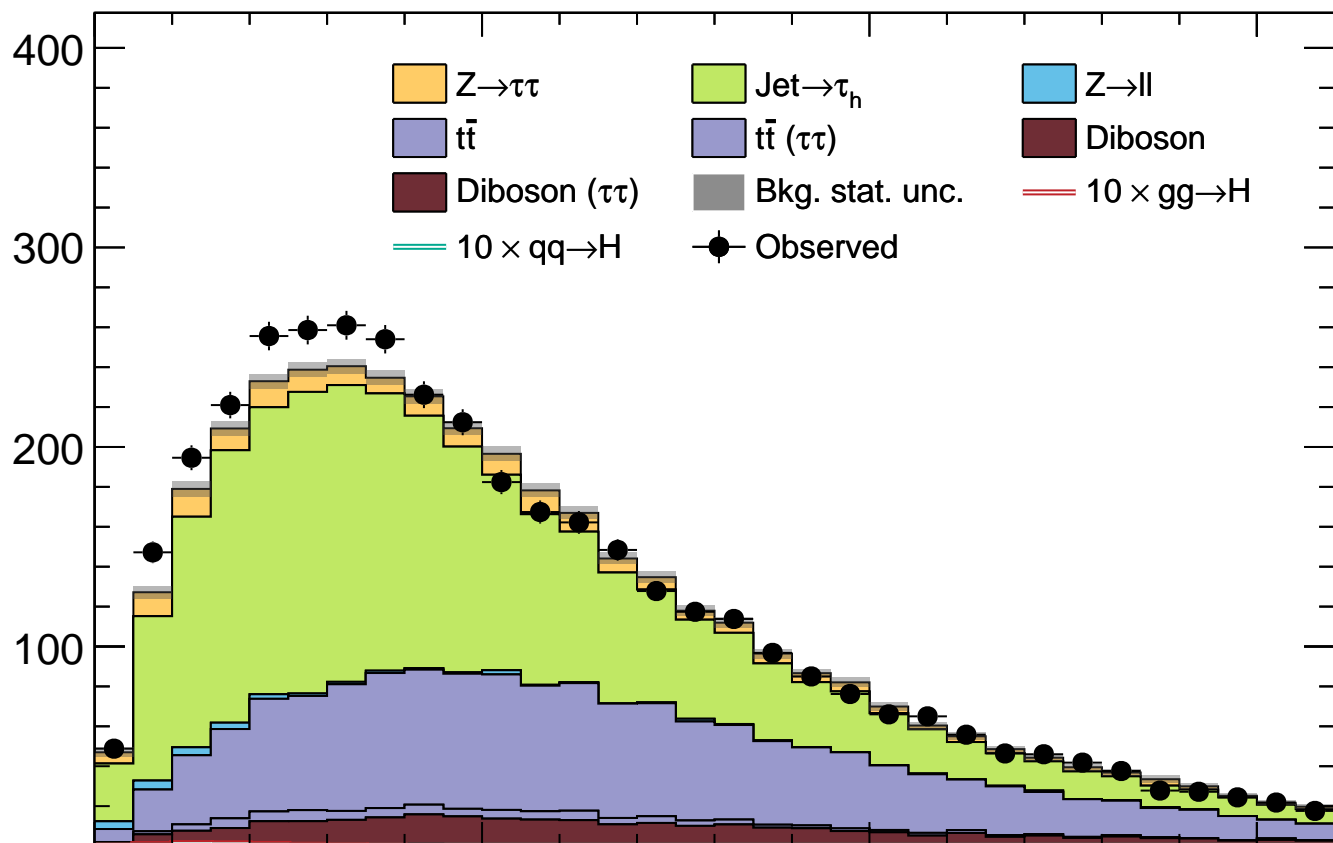 400
Z→ττ Jet→τh Z→ll
tt̄ tt̄ (ττ) Diboson
Diboson (ττ) Bkg. stat. unc. 10 × gg→H
300
10 × qq→H Observed
200
100